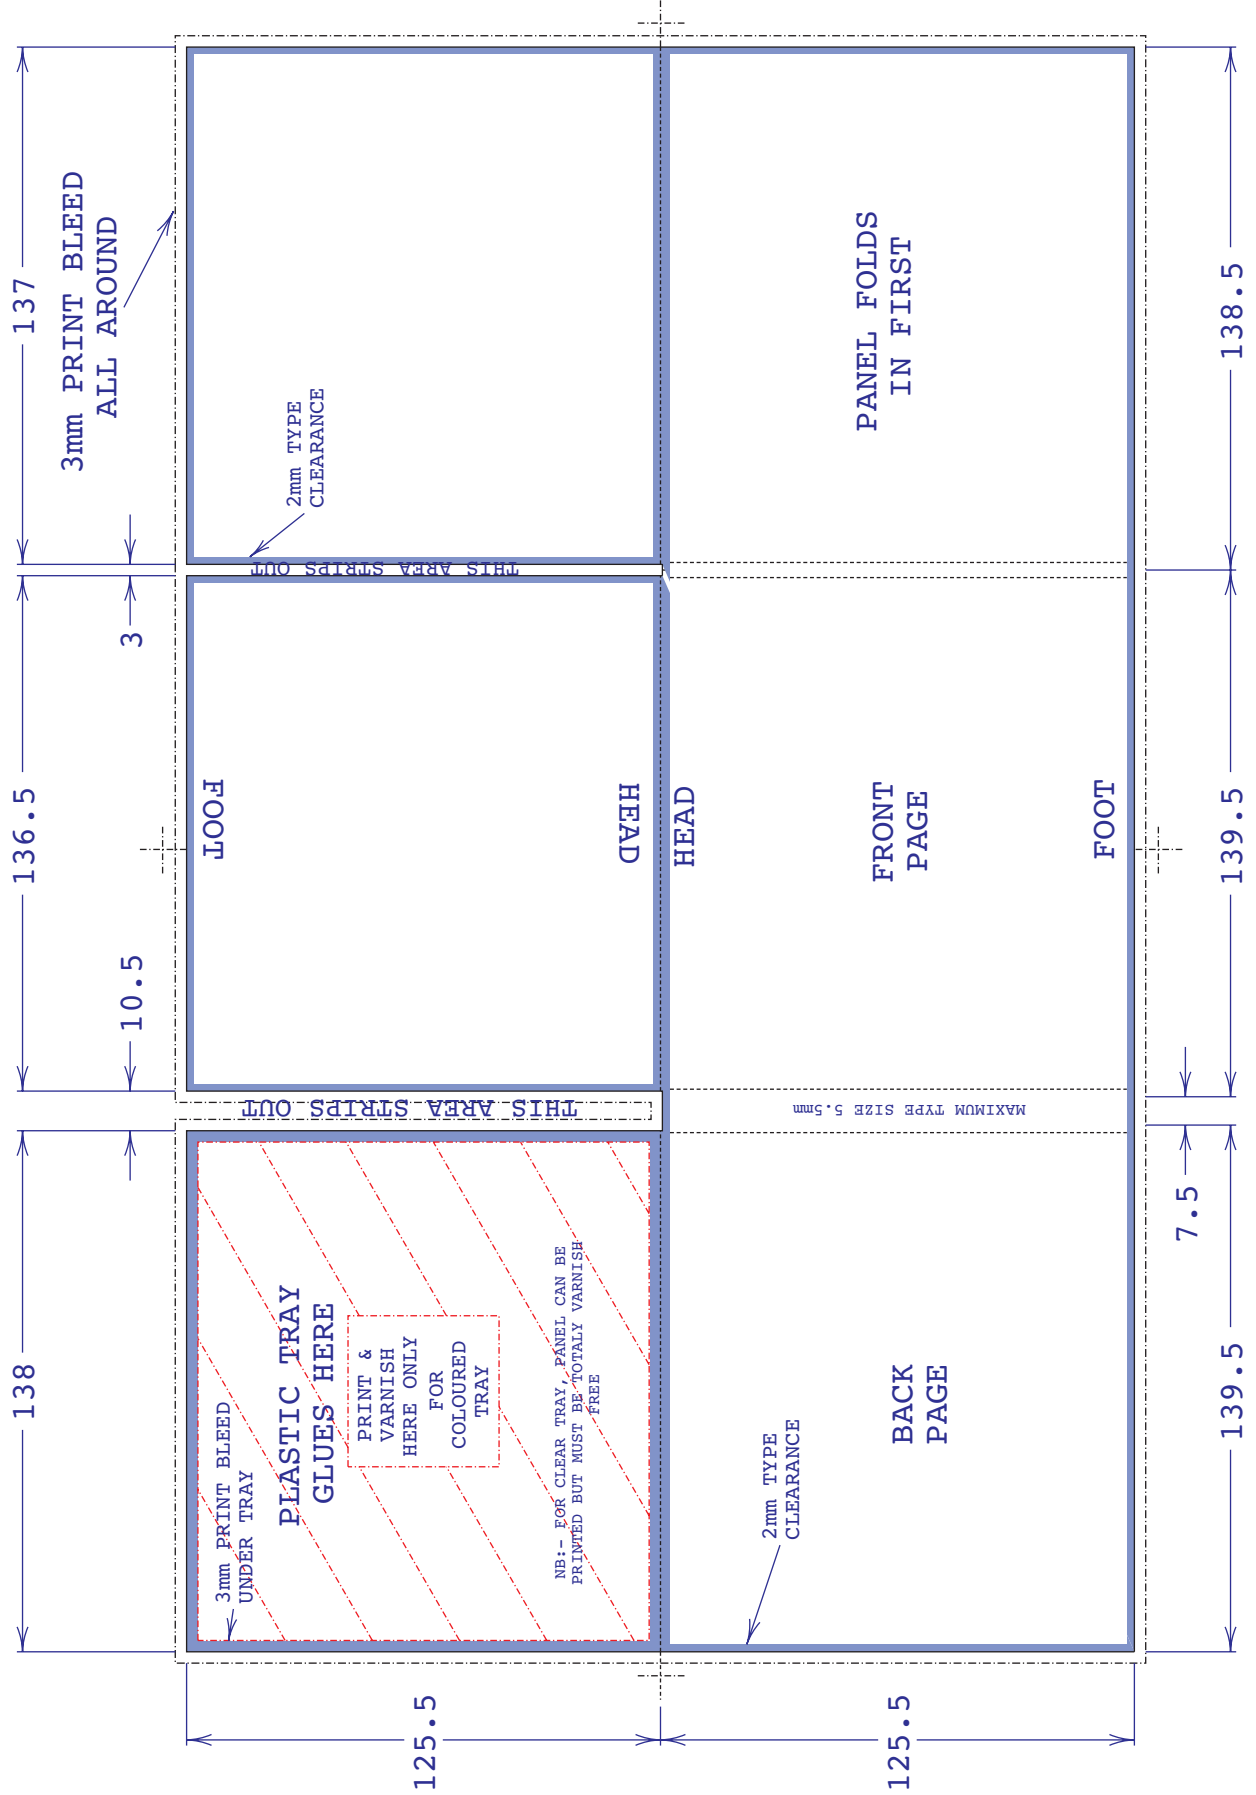 137
3mm PRINT BLEED
ALL AROUND
2mm TYPE
CLEARANCE
THIS AREA STRIPS OUT
3
PANEL FOLDS
IN FIRST
138.5
136.5
FOOT
HEAD
HEAD
FRONT
PAGE
FOOT
139.5
10.5
THIS AREA STRIPS OUT
MAXIMUM TYPE SIZE 5.5mm
7.5
138
3mm PRINT BLEED
UNDER TRAY
PLASTIC TRAY
GLUES HERE
PRINT &
VARNISH
HERE ONLY
FOR
COLOURED
TRAY
NB:- FOR CLEAR TRAY, PANEL CAN BE
PRINTED BUT MUST BE TOTALY VARNISH
FREE
2mm TYPE
CLEARANCE
BACK
PAGE
139.5
125.5
125.5